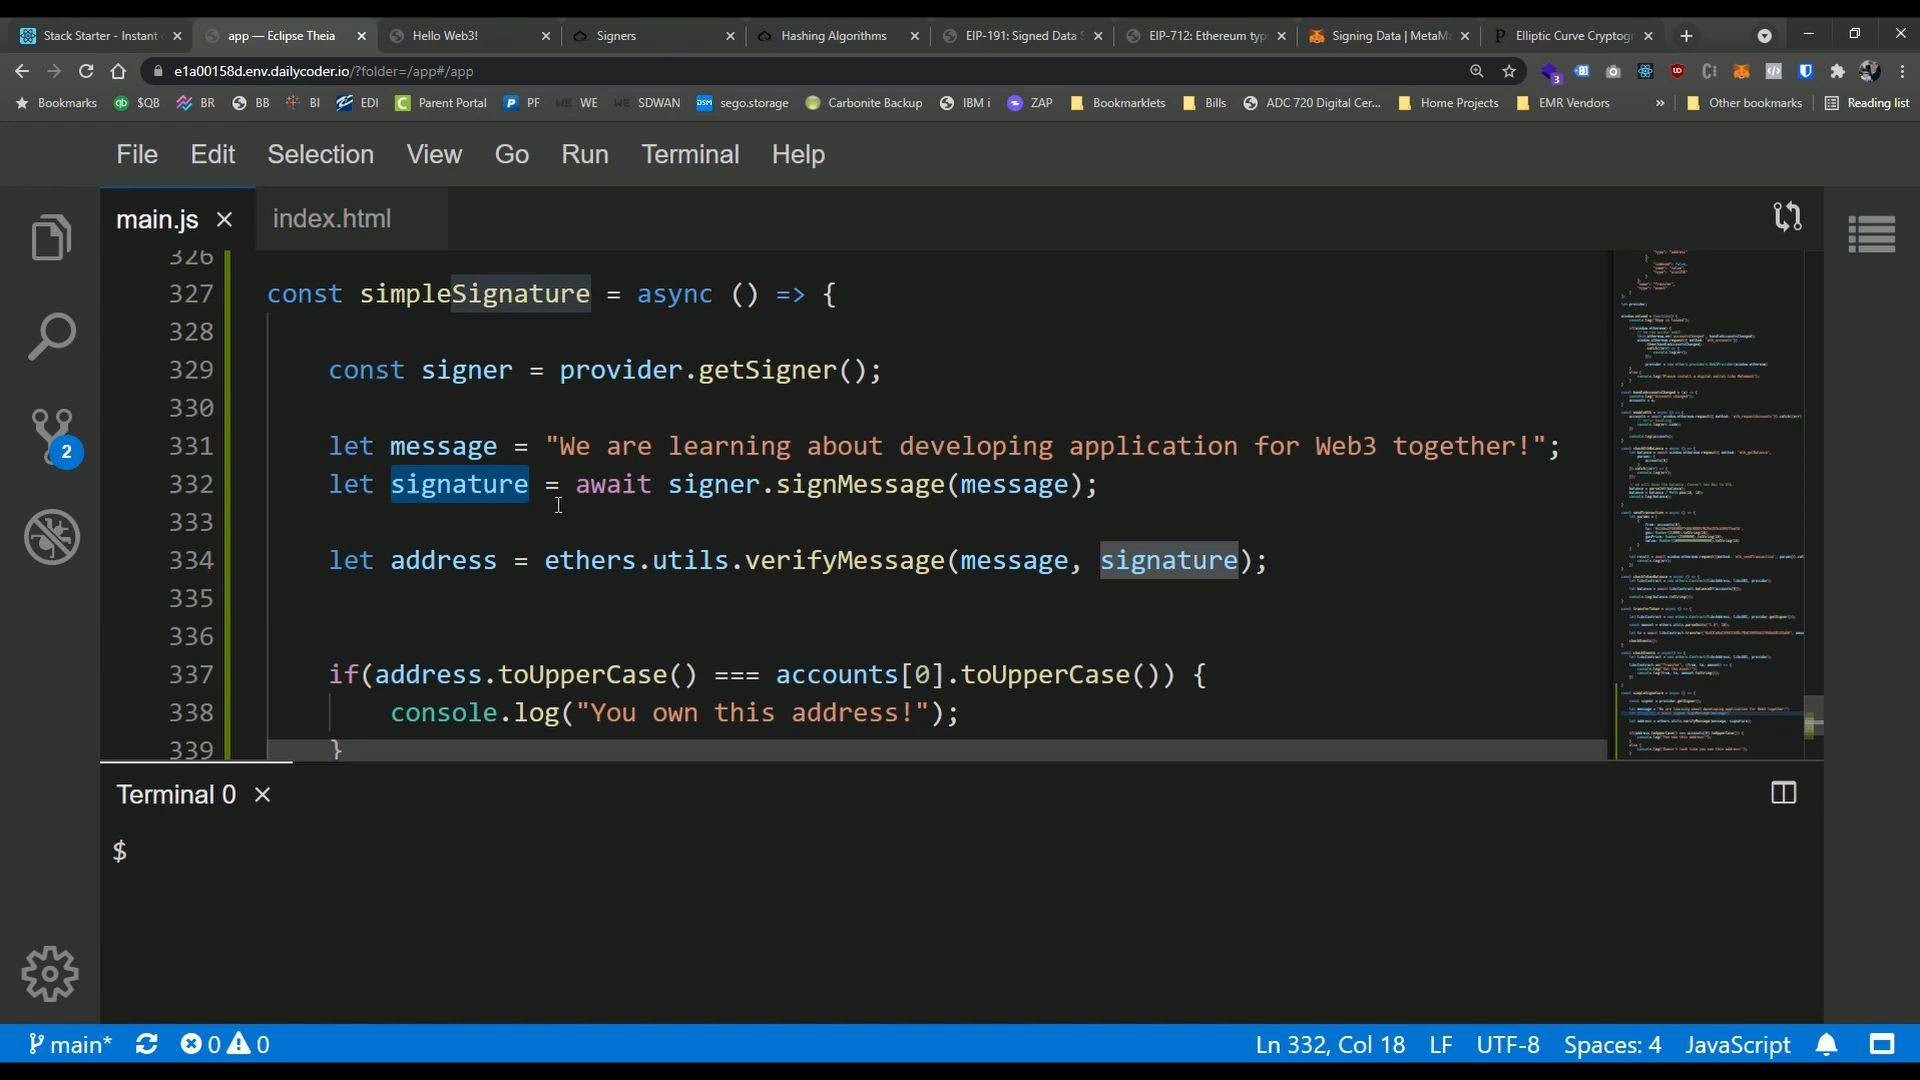 Stack Starter - Instant
app — Eclipse Theia
Hello Web3!
Signers
Hashing Algorithms
EIP-191: Signed Data S
EIP-712: Ethereum typ
Signing Data | MetaM
Elliptic Curve Cryptogr
e1a00158d.env.dailycoder.io/?folder=/app#/app
3
Bookmarks
$QB
BR
BB
BI
EDI
Parent Portal
PF
WE
SDWAN
sego.storage
Carbonite Backup
IBM i
ZAP
Bookmarklets
Bills
ADC 720 Digital Cer...
Home Projects
EMR Vendors
»
Other bookmarks
Reading list
File Edit Selection View Go Run Terminal Help
main.js
index.html
2
326
327 const simpleSignature = async () => {
328
329 const signer = provider.getSigner();
330
331 let message = "We are learning about developing application for Web3 together!";
332 let signature = await signer.signMessage(message);
333
334 let address = ethers.utils.verifyMessage(message, signature);
335
336
337 if(address.toUpperCase() === accounts[0].toUpperCase()) {
338 console.log("You own this address!");
339 }
Terminal 0
$
main* 0 0 Ln 332, Col 18 LF UTF-8 Spaces: 4 JavaScript